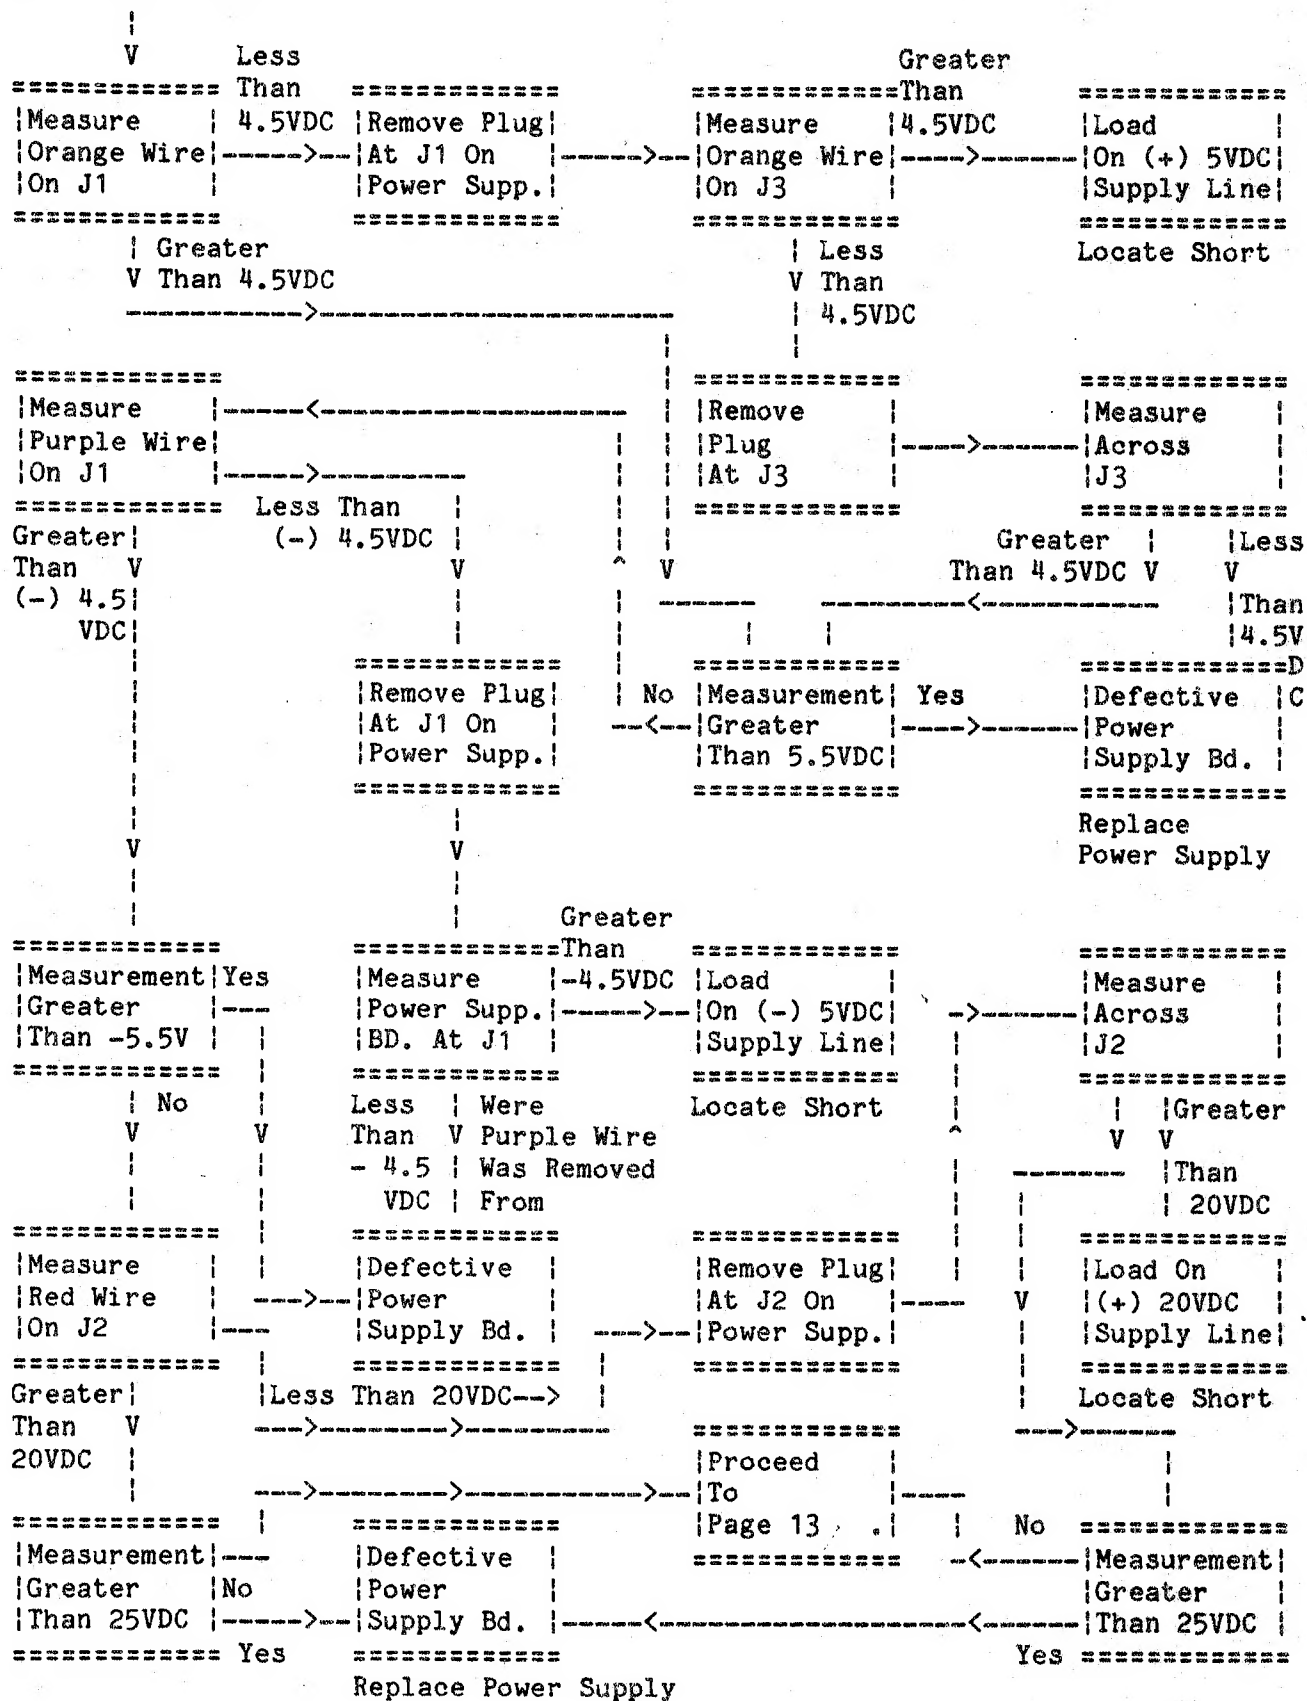 ¦
V Less Greater
============= Than ============= =============Than =============
¦Measure ¦ 4.5VDC ¦Remove Plug¦ ¦Measure ¦4.5VDC ¦Load ¦
¦Orange Wire¦----->--¦At J1 On ¦----->--¦Orange Wire¦---->------¦On (+) 5VDC¦
¦On J1 ¦ ¦Power Supp.¦ ¦On J3 ¦ ¦Supply Line¦
============= ============= ============= =============
¦ Greater ¦ Less Locate Short
V Than 4.5VDC V Than
----------->---------------------- ¦ 4.5VDC
¦ ¦
============= ¦ ============= =============
¦Measure ¦-----<------------------- ¦ ¦Remove ¦ ¦Measure ¦
¦Purple Wire¦ ¦ ¦ ¦Plug ¦---->------¦Across ¦
¦On J1 ¦----->--------- ¦ ¦ ¦At J3 ¦ ¦J3 ¦
============= Less Than ¦ ¦ ¦ ============= =============
Greater¦ (-) 4.5VDC ¦ ¦ ¦ Greater ¦ ¦Less
Than V V ^ V Than 4.5VDC V V
(-) 4.5¦ ¦ ¦ ------ ---------<----------- ¦Than
VDC¦ ¦ ¦ ¦ ¦ ¦4.5V
¦ ============= ¦ ============= =============D
¦ ¦Remove Plug¦ ¦ No ¦Measurement¦ Yes ¦Defective ¦C
¦ ¦At J1 On ¦ --<--¦Greater ¦---->------¦Power ¦
¦ ¦Power Supp.¦ ¦Than 5.5VDC¦ ¦Supply Bd. ¦
¦ ============= ============= =============
¦ ¦ Replace
V V Power Supply
¦ ¦
¦ ¦ Greater
============= =============Than ============= =============
¦Measurement¦Yes ¦Measure ¦-4.5VDC ¦Load ¦ ¦Measure ¦
¦Greater ¦--- ¦Power Supp.¦----->--¦On (-) 5VDC¦ ->------¦Across ¦
¦Than -5.5V ¦ ¦ ¦BD. At J1 ¦ ¦Supply Line¦ ¦ ¦J2 ¦
============= ¦ ============= ============= ¦ =============
¦ No ¦ Less ¦ Were Locate Short ¦ ¦ ¦Greater
V V Than V Purple Wire ^ V V
¦ ¦ - 4.5 ¦ Was Removed ¦ ------- ¦Than
¦ ¦ VDC ¦ From ¦ ¦ ¦ 20VDC
============= ¦ ============= ============= ¦ ¦ =============
¦Measure ¦ ¦ ¦Defective ¦ ¦Remove Plug¦ ¦ ¦ ¦Load On ¦
¦Red Wire ¦ --->--¦Power ¦ ¦At J2 On ¦---- V ¦(+) 20VDC ¦
¦On J2 ¦--- ¦Supply Bd. ¦ --->--¦Power Supp.¦ ¦ ¦Supply Line¦
============= ¦ ============= ¦ ============= ¦ =============
Greater¦ ¦Less Than 20VDC--> ¦ ¦ Locate Short
Than V --->-------->--------- ============= --->------
20VDC ¦ ¦Proceed ¦ ¦
¦ --->-------->----------->--¦To ¦---- ¦
============= ¦ ============= ¦Page 13 .¦ ¦ No =============
¦Measurement¦--- ¦Defective ¦ ============= -<------¦Measurement¦
¦Greater ¦No ¦Power ¦ ¦Greater ¦
¦Than 25VDC ¦----->--¦Supply Bd. ¦-----<-------------------<------¦Than 25VDC ¦
============= Yes ============= Yes =============
Replace Power Supply